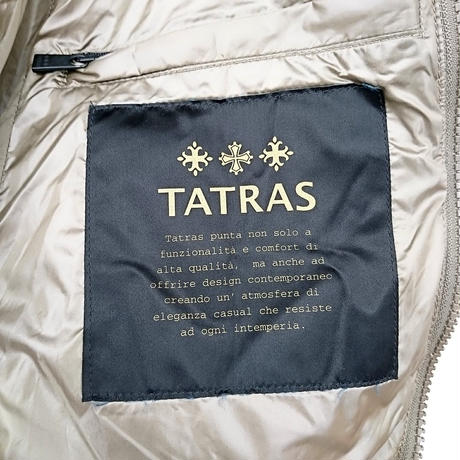 TATRAS
Tatras punta non solo a
funzionalità e comfort di
alta qualità, ma anche ad
offrire design contemporaneo
creando un' atmosfera di
eleganza casual che resiste
ad ogni intemperia.